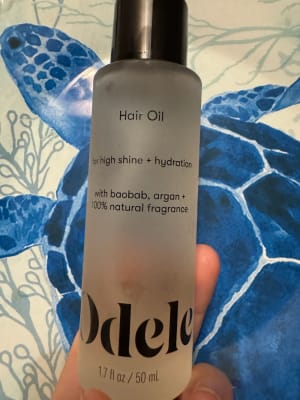 Hair Oil
for high shine + hydration
with baobab, argan +
100% natural fragrance
Odele
1.7 fl oz / 50 mL